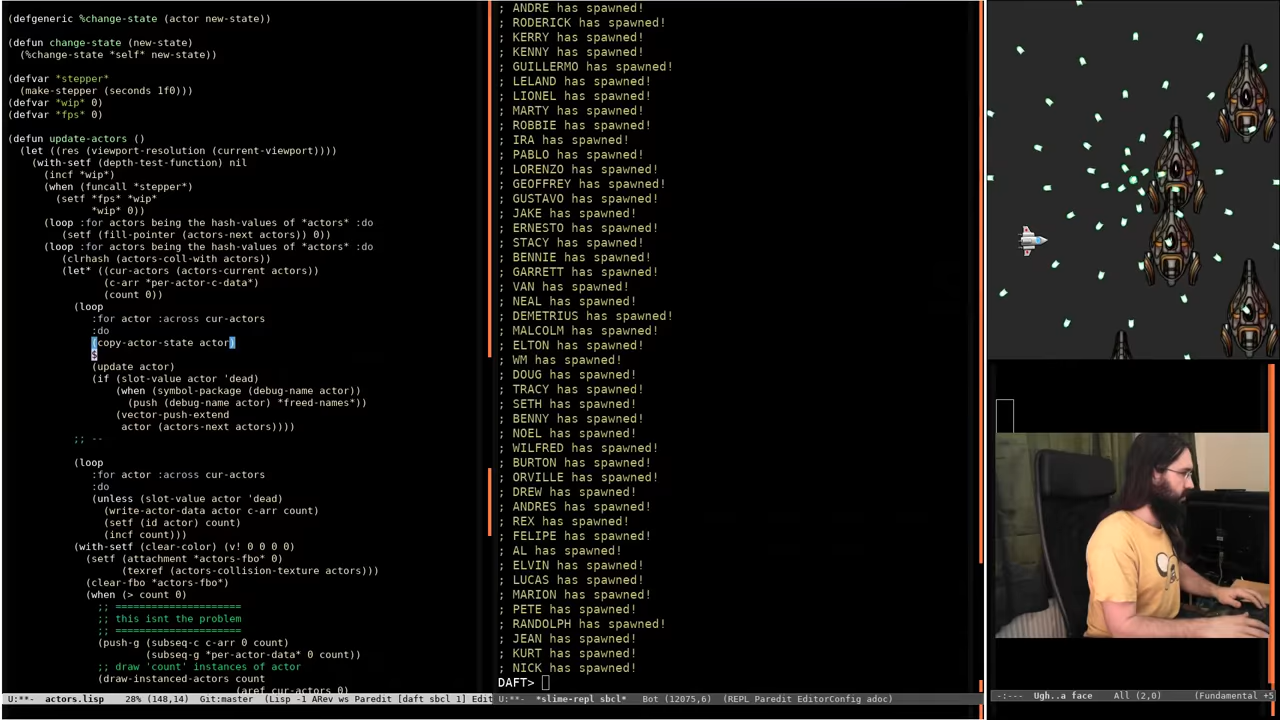 (defgeneric %change-state (actor new-state))
(defun change-state (new-state)
(%change-state *self* new-state))
(defvar *stepper*
(make-stepper (seconds 1f0)))
(defvar *wip* 0)
(defvar *fps* 0)
(defun update-actors ()
(let ((res (viewport-resolution (current-viewport))))
(with-setf (depth-test-function) nil
(incf *wip*)
(when (funcall *stepper*)
(setf *fps* *wip*
*wip* 0))
(loop :for actors being the hash-values of *actors* :do
(setf (fill-pointer (actors-next actors)) 0))
(loop :for actors being the hash-values of *actors* :do
(clrhash (actors-coll-with actors))
(let* ((cur-actors (actors-current actors))
(c-arr *per-actor-c-data*)
(count 0))
(loop
:for actor :across cur-actors
:do
(copy-actor-state actor)
$
(update actor)
(if (slot-value actor 'dead)
(when (symbol-package (debug-name actor))
(push (debug-name actor) *freed-names*))
(vector-push-extend
actor (actors-next actors))))
;; --
(loop
:for actor :across cur-actors
:do
(unless (slot-value actor 'dead)
(write-actor-data actor c-arr count)
(setf (id actor) count)
(incf count)))
(with-setf (clear-color) (v! 0 0 0 0)
(setf (attachment *actors-fbo* 0)
(texref (actors-collision-texture actors)))
(clear-fbo *actors-fbo*)
(when (> count 0)
;; =====================
;; this isnt the problem
;; =====================
(push-g (subseq-c c-arr 0 count)
(subseq-g *per-actor-data* 0 count))
;; draw 'count' instances of actor
(draw-instanced-actors count
(aref cur-actors 0)
U:**- actors.lisp 28% (148,14) Git:master (Lisp -1 ARev ws Paredit [daft sbcl 1] Edit
; ANDRE has spawned!
; RODERICK has spawned!
; KERRY has spawned!
; KENNY has spawned!
; GUILLERMO has spawned!
; LELAND has spawned!
; LIONEL has spawned!
; MARTY has spawned!
; ROBBIE has spawned!
; IRA has spawned!
; PABLO has spawned!
; LORENZO has spawned!
; GEOFFREY has spawned!
; GUSTAVO has spawned!
; JAKE has spawned!
; ERNESTO has spawned!
; STACY has spawned!
; BENNIE has spawned!
; GARRETT has spawned!
; VAN has spawned!
; NEAL has spawned!
; DEMETRIUS has spawned!
; MALCOLM has spawned!
; ELTON has spawned!
; WM has spawned!
; DOUG has spawned!
; TRACY has spawned!
; SETH has spawned!
; BENNY has spawned!
; NOEL has spawned!
; WILFRED has spawned!
; BURTON has spawned!
; ORVILLE has spawned!
; DREW has spawned!
; ANDRES has spawned!
; REX has spawned!
; FELIPE has spawned!
; AL has spawned!
; ELVIN has spawned!
; LUCAS has spawned!
; MARION has spawned!
; PETE has spawned!
; RANDOLPH has spawned!
; JEAN has spawned!
; KURT has spawned!
; NICK has spawned!
DAFT>
U:**- *slime-repl sbcl* Bot (12075,6) (REPL Paredit EditorConfig adoc)
-:--- Ugh..a face All (2,0) (Fundamental +5